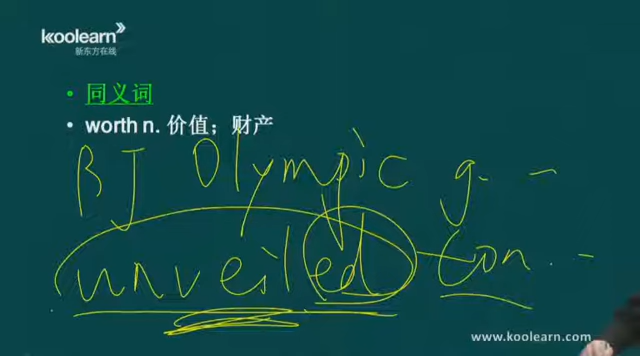 koolearn
新东方在线
• 同义词
• worth n. 价值；财产
BJ Olympic g. -
unveiled con.. -
www.koolearn.com